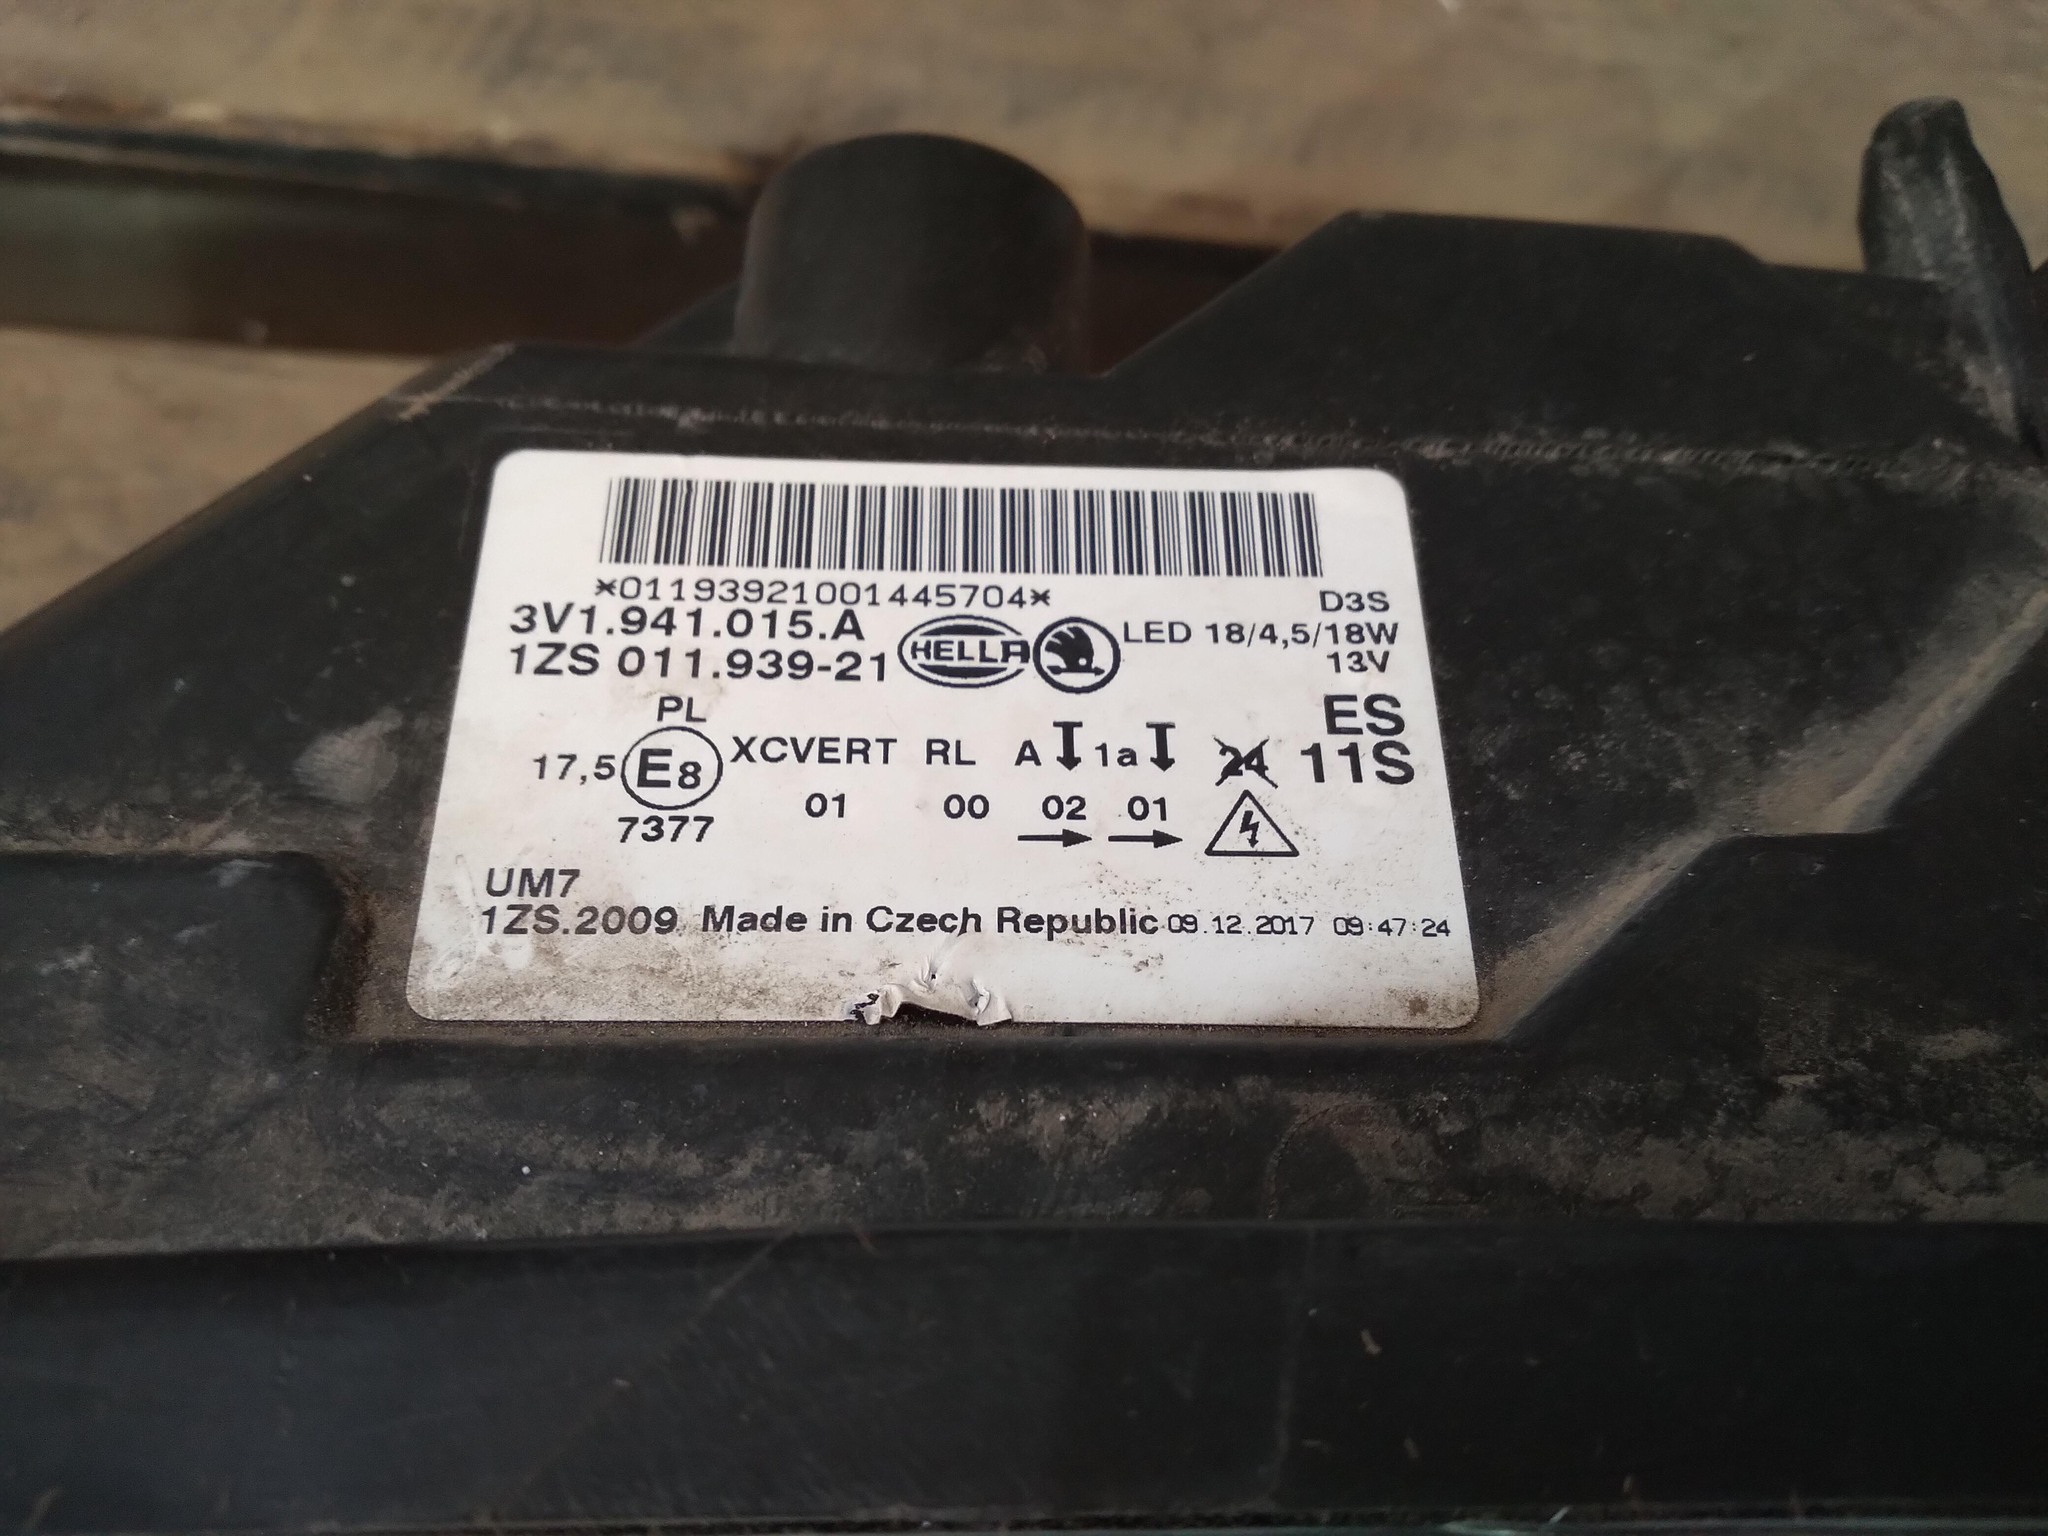 *01193921001445704*
3V1.941.015.A
D3S
1ZS 011.939-21
HELLA
LED 18/4,5/18W
13V
PL
ES
17,5 E8 XCVERT RL A 1a 24 11S
7377 01 00 02 01
UM7
1ZS.2009 Made in Czech Republic 09.12.2017 09:47:24